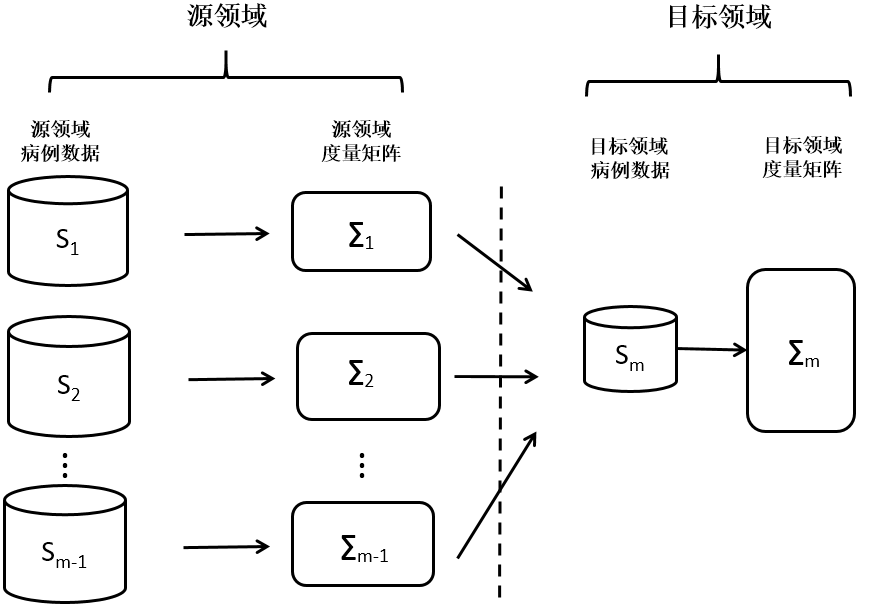 源领域
目标领域
源领域
病例数据
源领域
度量矩阵
目标领域
病例数据
目标领域
度量矩阵
S1
Σ1
S2
Σ2
Sm
Σm
⋮
⋮
Sm-1
Σm-1